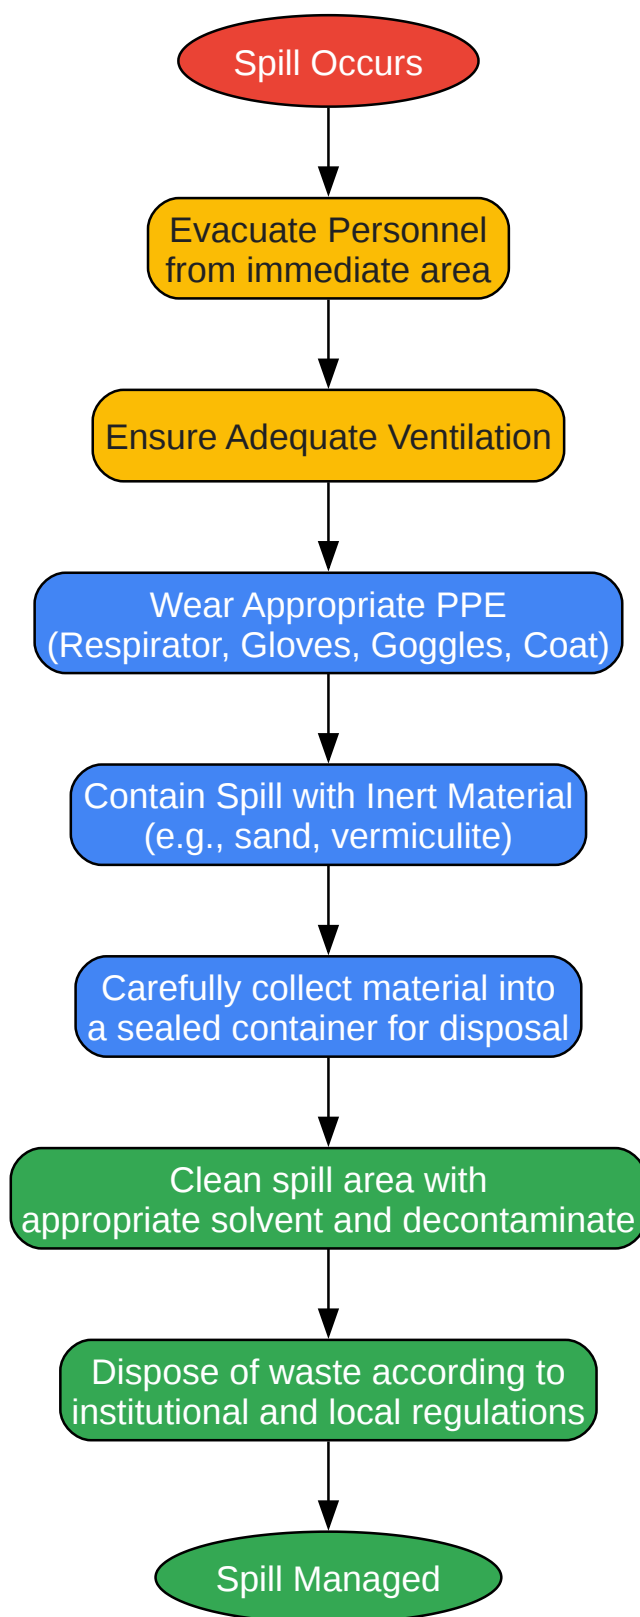 Spill Occurs
Evacuate Personnel
from immediate area
Ensure Adequate Ventilation
Wear Appropriate PPE
(Respirator, Gloves, Goggles, Coat)
Contain Spill with Inert Material
(e.g., sand, vermiculite)
Carefully collect material into
a sealed container for disposal
Clean spill area with
appropriate solvent and decontaminate
Dispose of waste according to
institutional and local regulations
Spill Managed